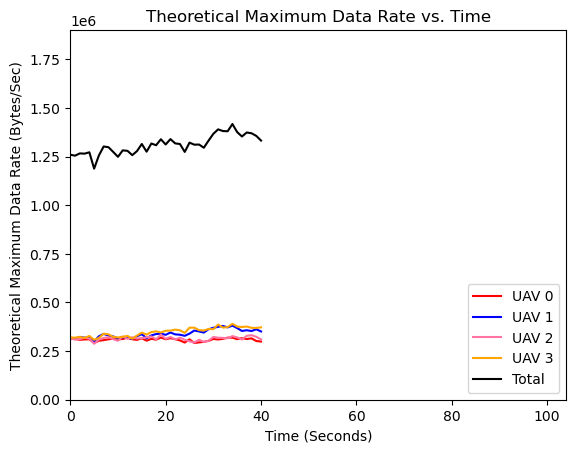 Theoretical Maximum Data Rate vs. Time
1e6
Theoretical Maximum Data Rate (Bytes/Sec)
1.75
1.50
1.25
1.00
0.75
0.50
0.25
0.00
0 20 40 60 80 100
Time (Seconds)
UAV 0
UAV 1
UAV 2
UAV 3
Total